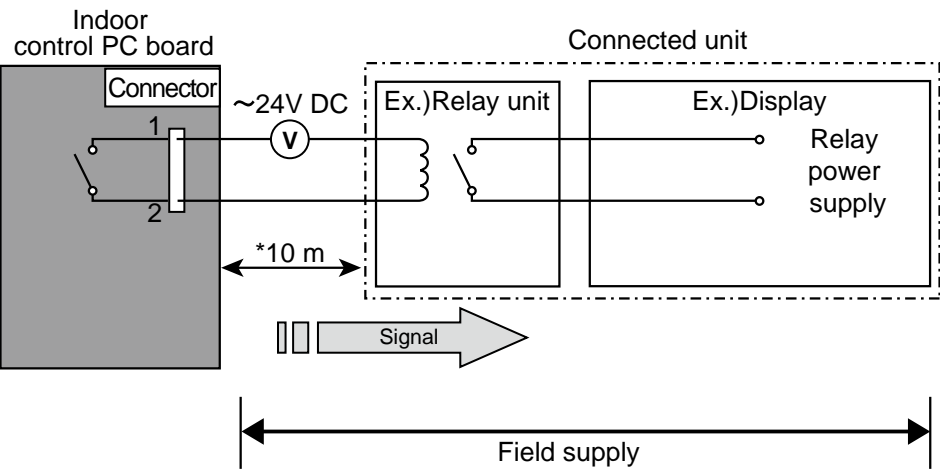 Indoor
control PC board
Connected unit
Connector
~24V DC
Ex.)Relay unit
Ex.)Display
1
V
Relay
power
supply
2
*10 m
Signal
Field supply